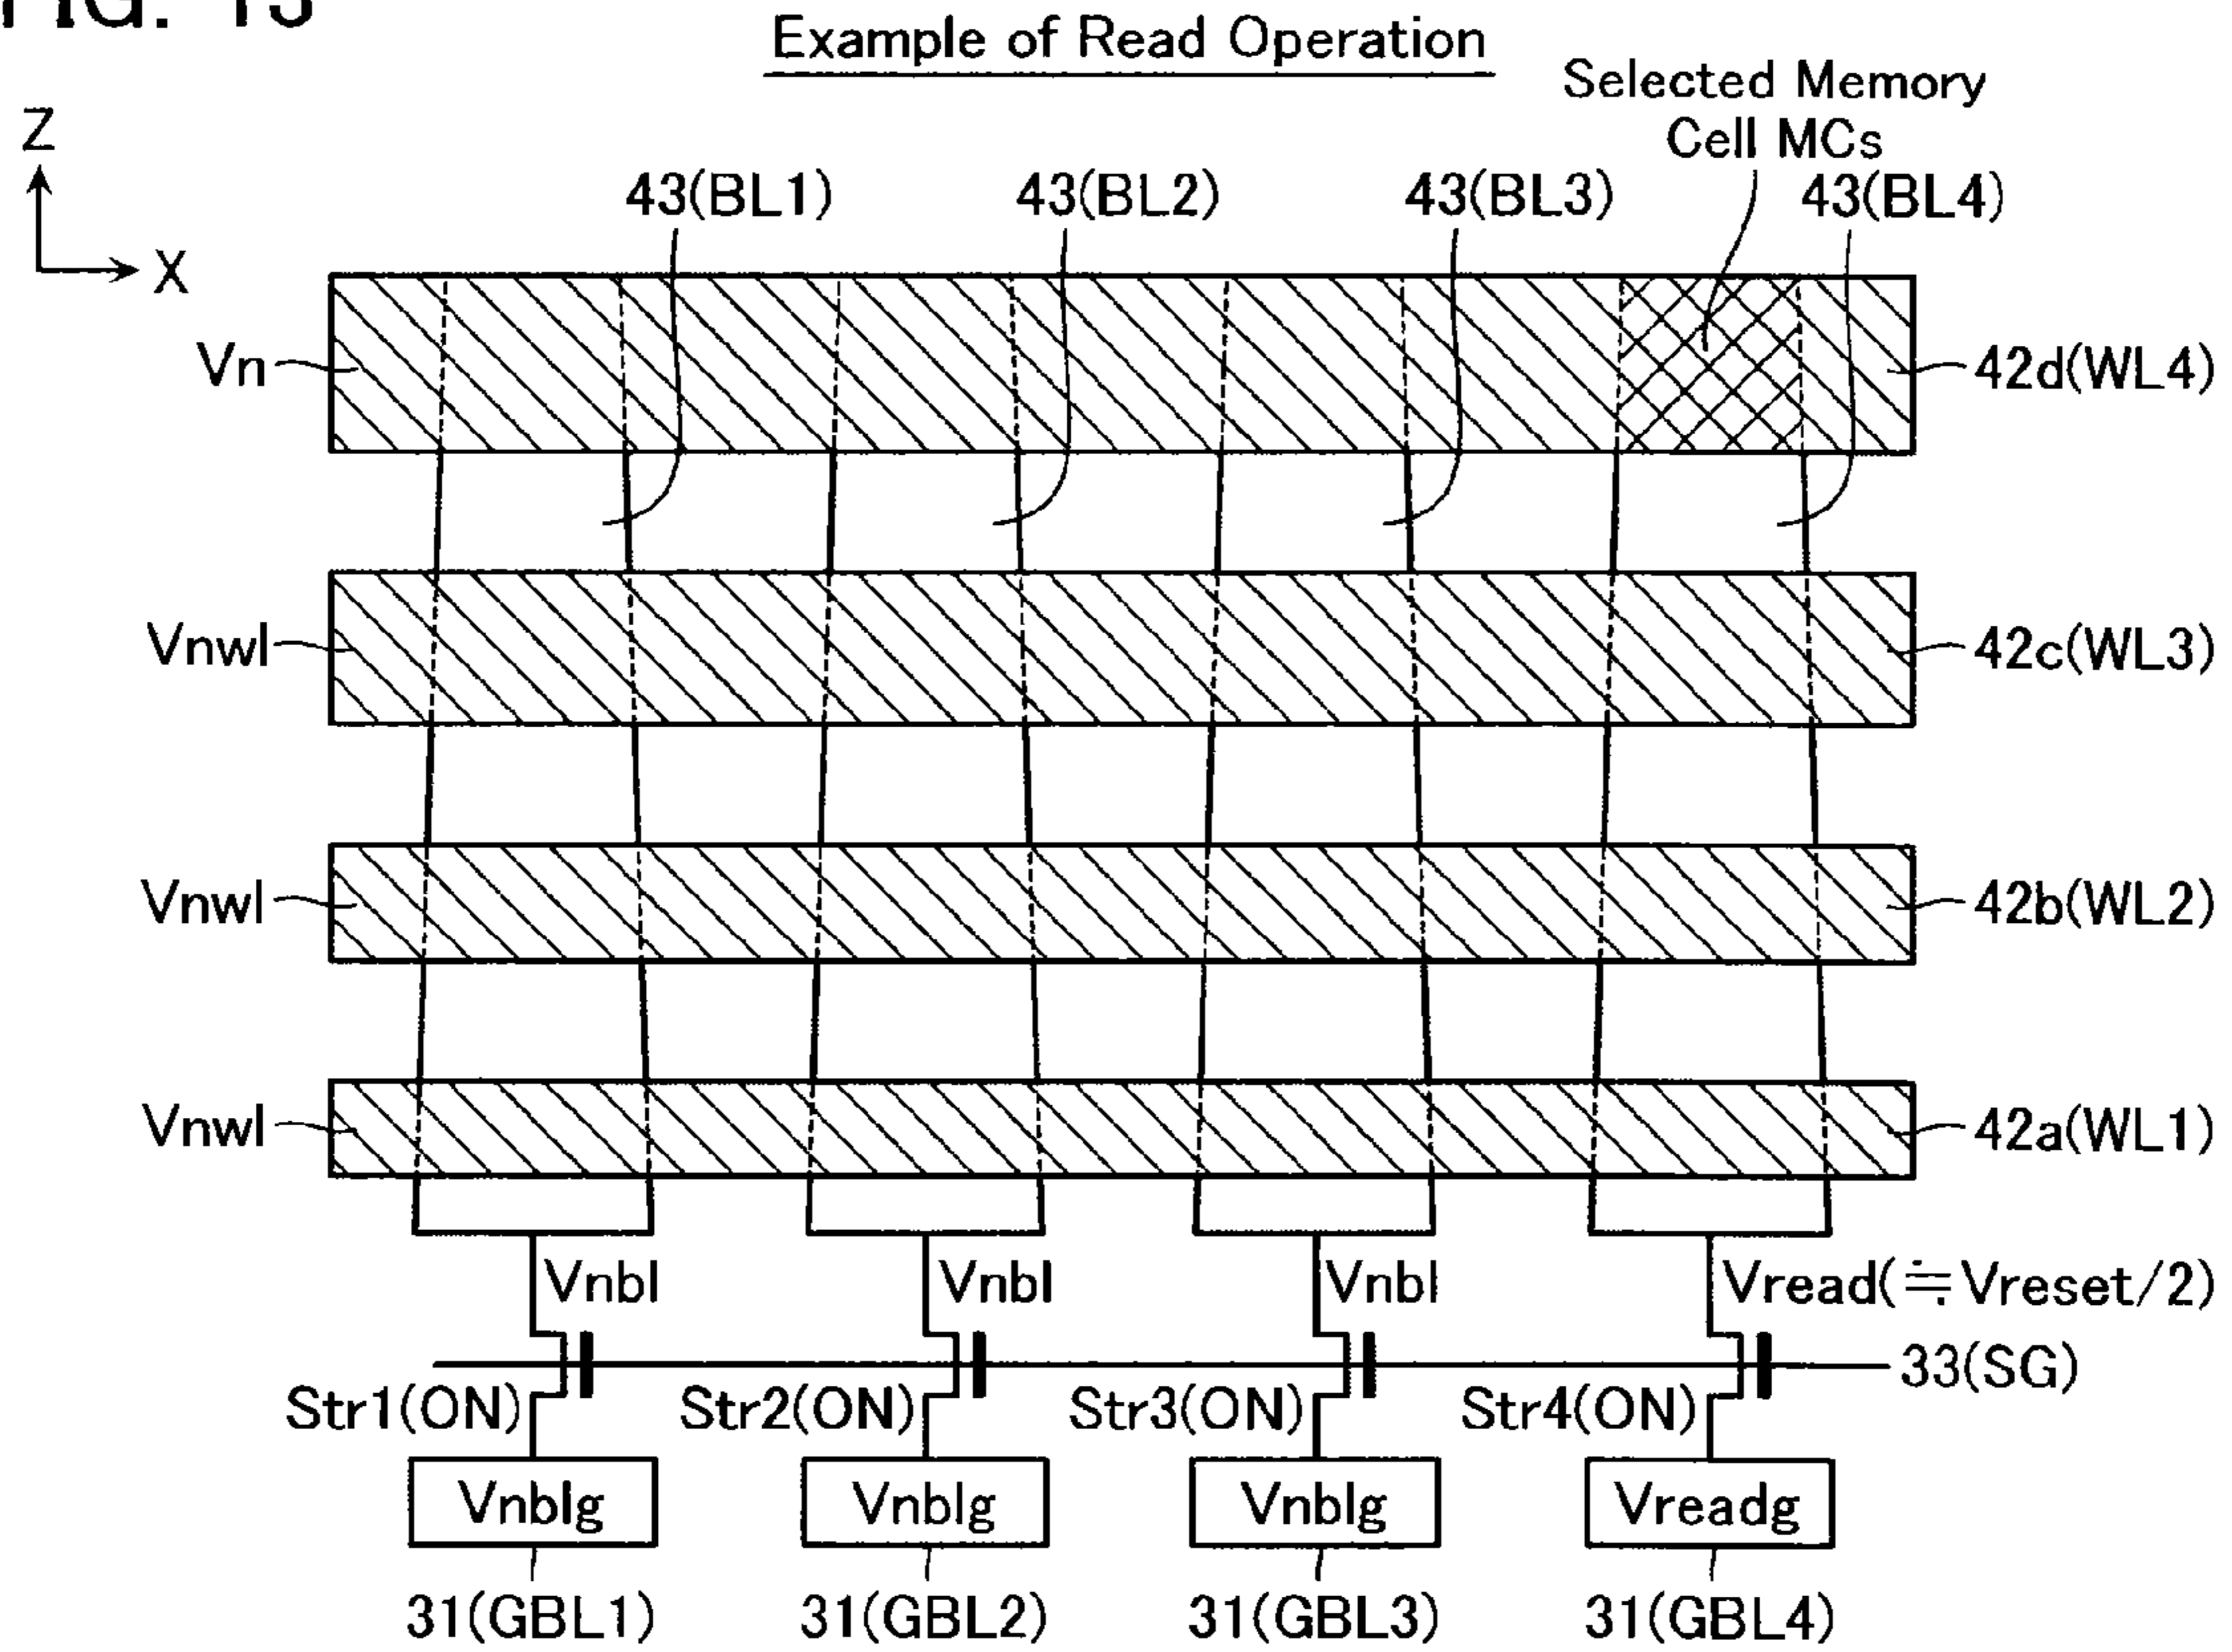 FIG. 13
Example of Read Operation
Selected Memory
Cell MCs
Z
X
43(BL1)
43(BL2)
43(BL3)
43(BL4)
Vn
42d(WL4)
Vnwl
42c(WL3)
Vnwl
42b(WL2)
Vnwl
42a(WL1)
Vnbl
Vnbl
Vnbl
Vread(≒Vreset/2)
33(SG)
Str1(ON)
Str2(ON)
Str3(ON)
Str4(ON)
Vnblg
Vnblg
Vnblg
Vreadg
31(GBL1)
31(GBL2)
31(GBL3)
31(GBL4)